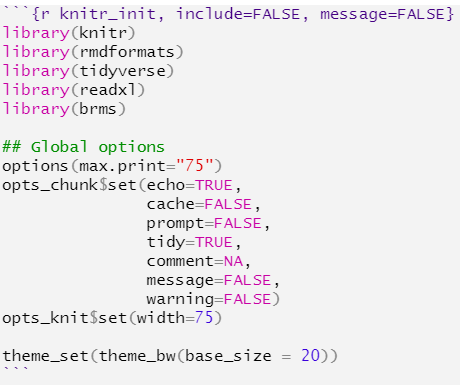 ```{r knitr_init, include=FALSE, message=FALSE}
library(knitr)
library(rmdformats)
library(tidyverse)
library(readxl)
library(brms)

## Global options
options(max.print="75")
opts_chunk$set(echo=TRUE,
               cache=FALSE,
               prompt=FALSE,
               tidy=TRUE,
               comment=NA,
               message=FALSE,
               warning=FALSE)
opts_knit$set(width=75)

theme_set(theme_bw(base_size = 20))
```